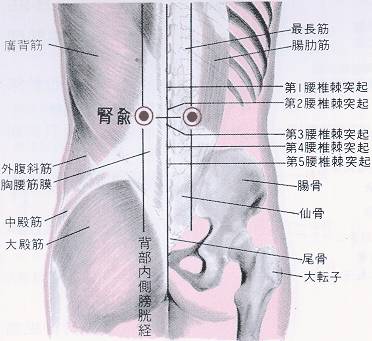 廣背筋
最長筋
腸肋筋
第1腰椎棘突起
第2腰椎棘突起
腎兪
第3腰椎棘突起
第4腰椎棘突起
第5腰椎棘突起
外腹斜筋
胸腰筋膜
腸骨
仙骨
中殿筋
大殿筋
背部内側膀胱経
尾骨
大転子